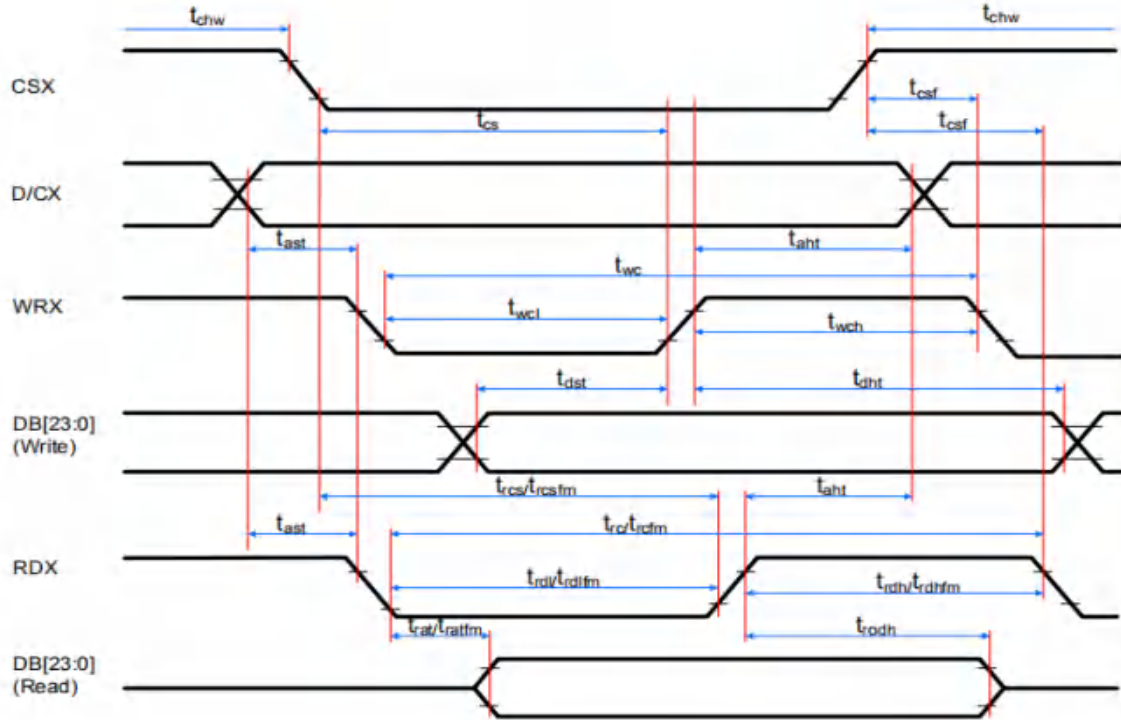 tchw
tchw
CSX
tcsf
tcs
tcsf
D/CX
tast
taht
twc
WRX
twcl
twch
tdst
tdht
DB[23:0]
(Write)
trcs/trcsfm
taht
tast
trc/trcfm
RDX
trdl/trdlfm
trdh/trdhfm
trat/tratfm
trodh
DB[23:0]
(Read)